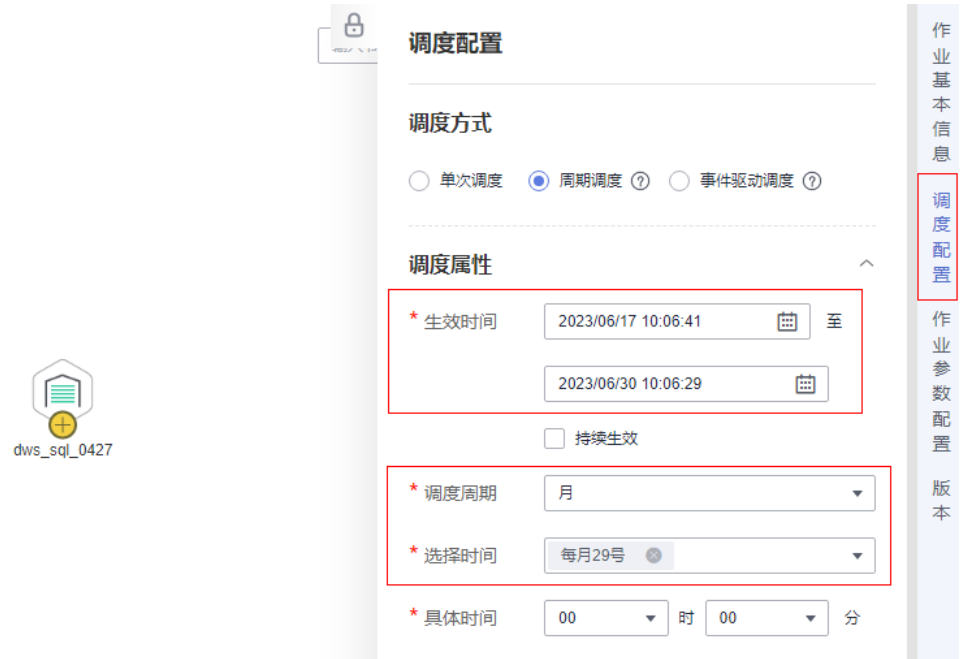 调度配置
调度方式
单次调度 周期调度 事件驱动调度
调度属性
* 生效时间 2023/06/17 10:06:41 至
2023/06/30 10:06:29
持续生效
* 调度周期 月
* 选择时间 每月29号
* 具体时间 00 时 00 分
dws_sql_0427
作业基本信息
调度配置
作业参数配置
版本